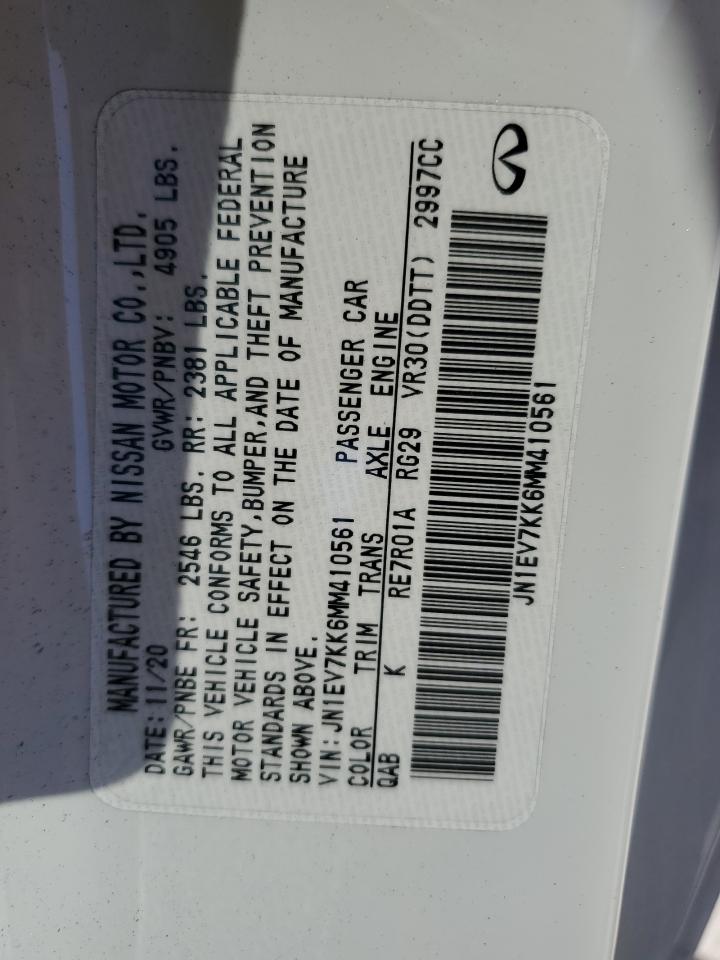 MANUFACTURED BY NISSAN MOTOR CO.,LTD.
DATE:11/20 GVWR/PNBV: 4905 LBS.
GAWR/PNBE FR: 2546 LBS. RR: 2381 LBS.
THIS VEHICLE CONFORMS TO ALL APPLICABLE FEDERAL
MOTOR VEHICLE SAFETY,BUMPER,AND THEFT PREVENTION
STANDARDS IN EFFECT ON THE DATE OF MANUFACTURE
SHOWN ABOVE.
VIN:JN1EV7KK6MM410561 PASSENGER CAR
COLOR TRIM TRANS AXLE ENGINE
QAB K RE7R01A RG29 VR30(DDTT) 2997CC
JN1EV7KK6MM410561